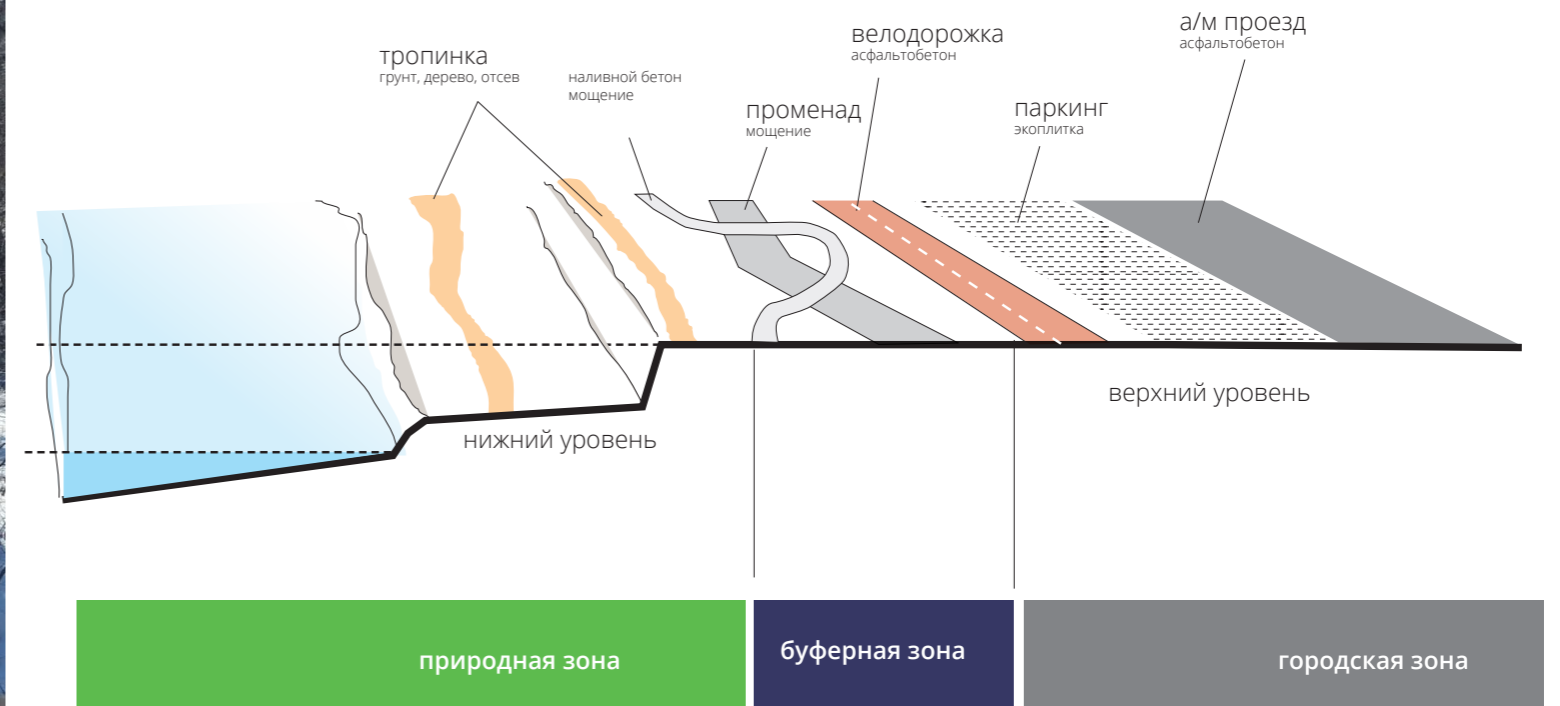 а/м проезд
асфальтобетон
велодорожка
асфальтобетон
тропинка
грунт, дерево, отсев
наливной бетон
мощение
променад
мощение
паркинг
экоплитка
верхний уровень
нижний уровень
природная зона
буферная зона
городская зона